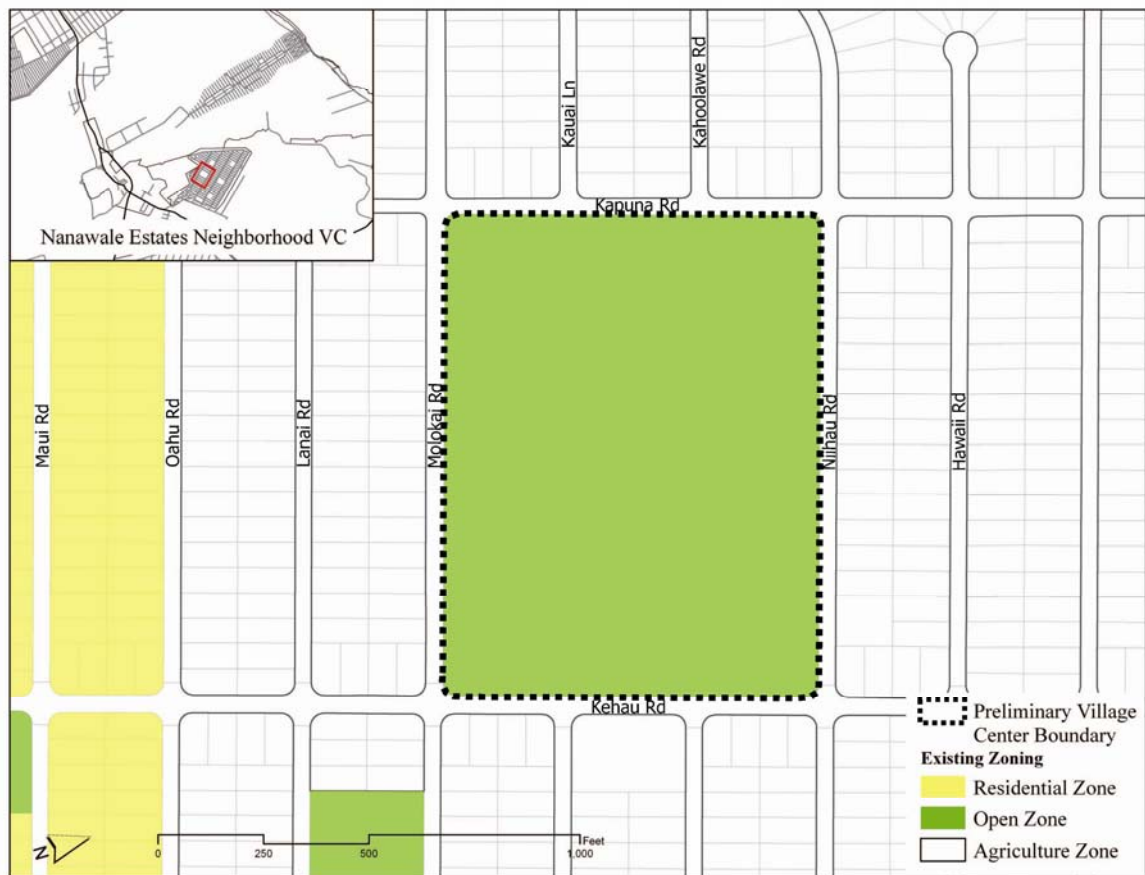 Nanawale Estates Neighborhood VC
Kauai Ln
Kahoolawe Rd
Kapuna Rd
Maui Rd
Oahu Rd
Lanai Rd
Molokai Rd
Niihau Rd
Hawaii Rd
Kehau Rd
Preliminary Village
Center Boundary
Existing Zoning
Residential Zone
Open Zone
Agriculture Zone
N
Feet
0 250 500 1,000